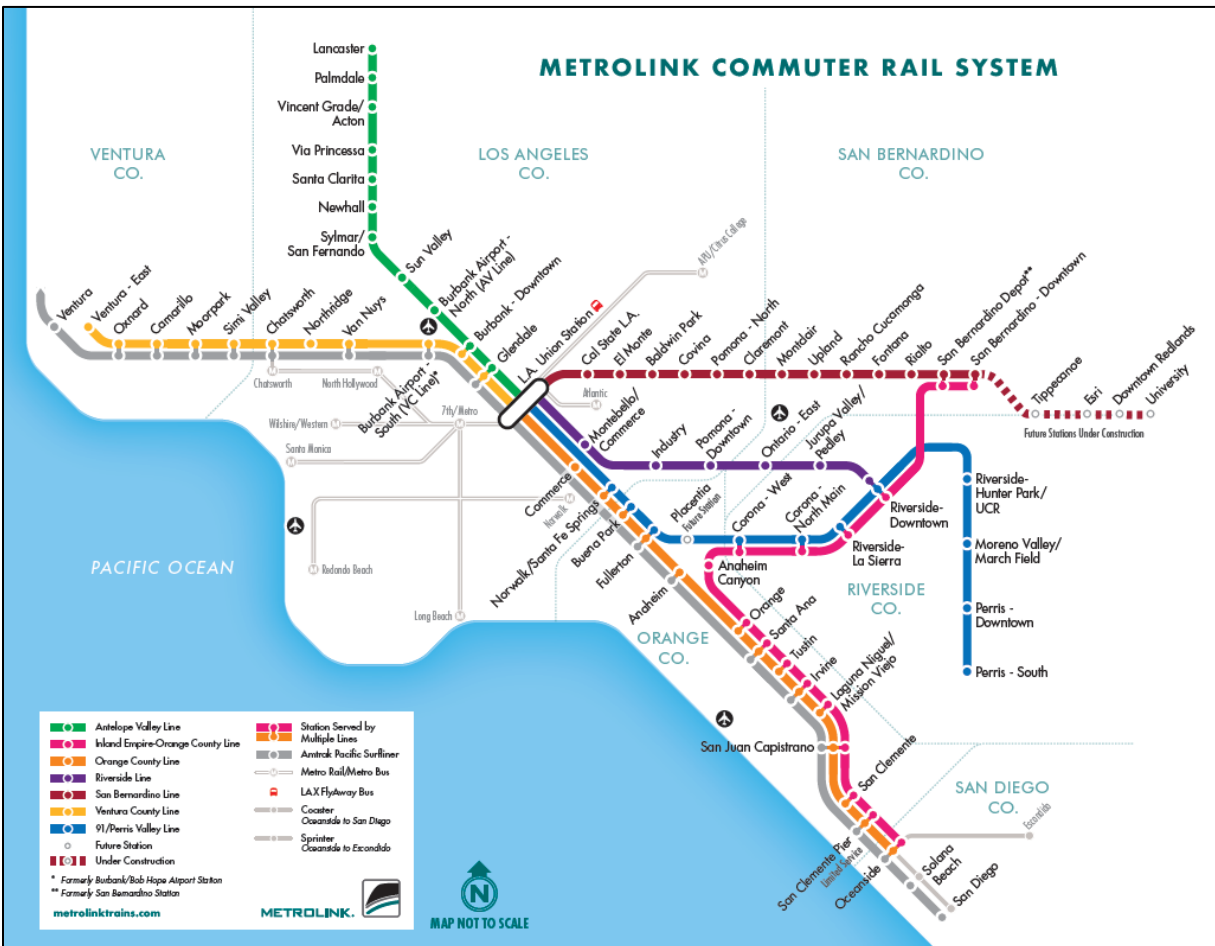 METROLINK COMMUTER RAIL SYSTEM
VENTURA
CO.
LOS ANGELES
CO.
SAN BERNARDINO
CO.
Lancaster
Palmdale
Vincent Grade/
Acton
Via Princessa
Santa Clarita
Newhall
Sylmar/
San Fernando
Sun Valley
Burbank Airport -
North (AV Line)
Burbank - Downtown
Glendale
L.A. Union Station
APU/Citrus College
Ventura
Ventura - East
Oxnard
Camarillo
Moorpark
Simi Valley
Chatsworth
Northridge
Van Nuys
Burbank Airport -
South (VC Line)*
Chatsworth
North Hollywood
Wilshire/Western
7th/Metro
Santa Monica
Atlantic
Cal State L.A.
El Monte
Baldwin Park
Covina
Pomona - North
Claremont
Montclair
Upland
Rancho Cucamonga
Fontana
Rialto
San Bernardino Depot**
San Bernardino - Downtown
Tippecanoe
Esri
Downtown Redlands
University
Future Stations Under Construction
Montebello/
Commerce
Industry
Pomona -
Downtown
Ontario - East
Jurupa Valley/
Pedley
Riverside-
Downtown
Commerce
Norwalk
Norwalk/Santa Fe Springs
Buena Park
Fullerton
Anaheim
Placentia
Future Station
Corona - West
Corona -
North Main
Riverside-
La Sierra
Riverside-
Hunter Park/
UCR
Moreno Valley/
March Field
Perris -
Downtown
Perris - South
RIVERSIDE
CO.
Anaheim
Canyon
Orange
Santa Ana
Tustin
Irvine
Laguna Niguel/
Mission Viejo
ORANGE
CO.
PACIFIC OCEAN
Redondo Beach
Long Beach
San Juan Capistrano
San Clemente
San Clemente Pier
Limited Service
Oceanside
Solana
Beach
San Diego
Escondido
SAN DIEGO
CO.
Antelope Valley Line
Inland Empire-Orange County Line
Orange County Line
Riverside Line
San Bernardino Line
Ventura County Line
91/Perris Valley Line
Future Station
Under Construction
* Formerly Burbank/Bob Hope Airport Station
** Formerly San Bernardino Station
metrolinktrains.com
Station Served by
Multiple Lines
Amtrak Pacific Surfliner
M
Metro Rail/Metro Bus
LAX FlyAway Bus
Coaster
Oceanside to San Diego
Sprinter
Oceanside to Escondido
METROLINK.
N
MAP NOT TO SCALE